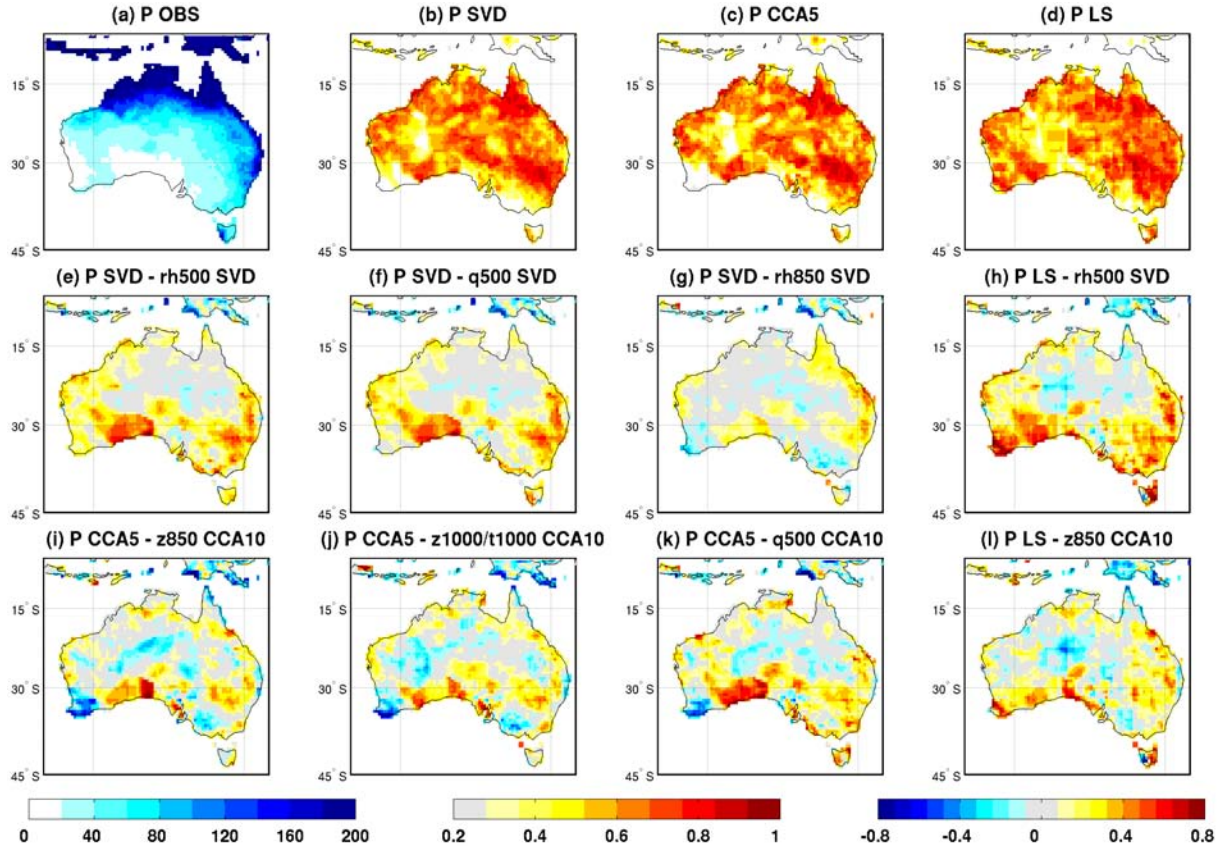 (a) P OBS
(b) P SVD
(c) P CCA5
(d) P LS
15° S
30° S
45° S
15° S
30° S
45° S
15° S
30° S
45° S
15° S
30° S
45° S
(e) P SVD - rh500 SVD
(f) P SVD - q500 SVD
(g) P SVD - rh850 SVD
(h) P LS - rh500 SVD
15° S
30° S
45° S
15° S
30° S
45° S
15° S
30° S
45° S
15° S
30° S
45° S
(i) P CCA5 - z850 CCA10
(j) P CCA5 - z1000/t1000 CCA10
(k) P CCA5 - q500 CCA10
(l) P LS - z850 CCA10
15° S
30° S
45° S
15° S
30° S
45° S
15° S
30° S
45° S
15° S
30° S
45° S
0 40 80 120 160 200
0.2 0.4 0.6 0.8 1
-0.8 -0.4 0 0.4 0.8